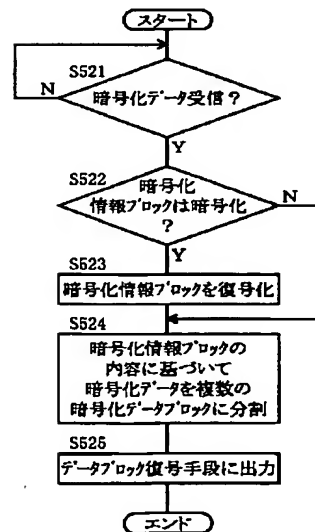 スタート
S521
暗号化データ受信？
N
Y
S522
暗号化
情報ブロックは暗号化
？
N
Y
S523
暗号化情報ブロックを復号化
S524
暗号化情報ブロックの
内容に基づいて
暗号化データを複数の
暗号化データブロックに分割
S525
データブロック復号手段に出力
エンド